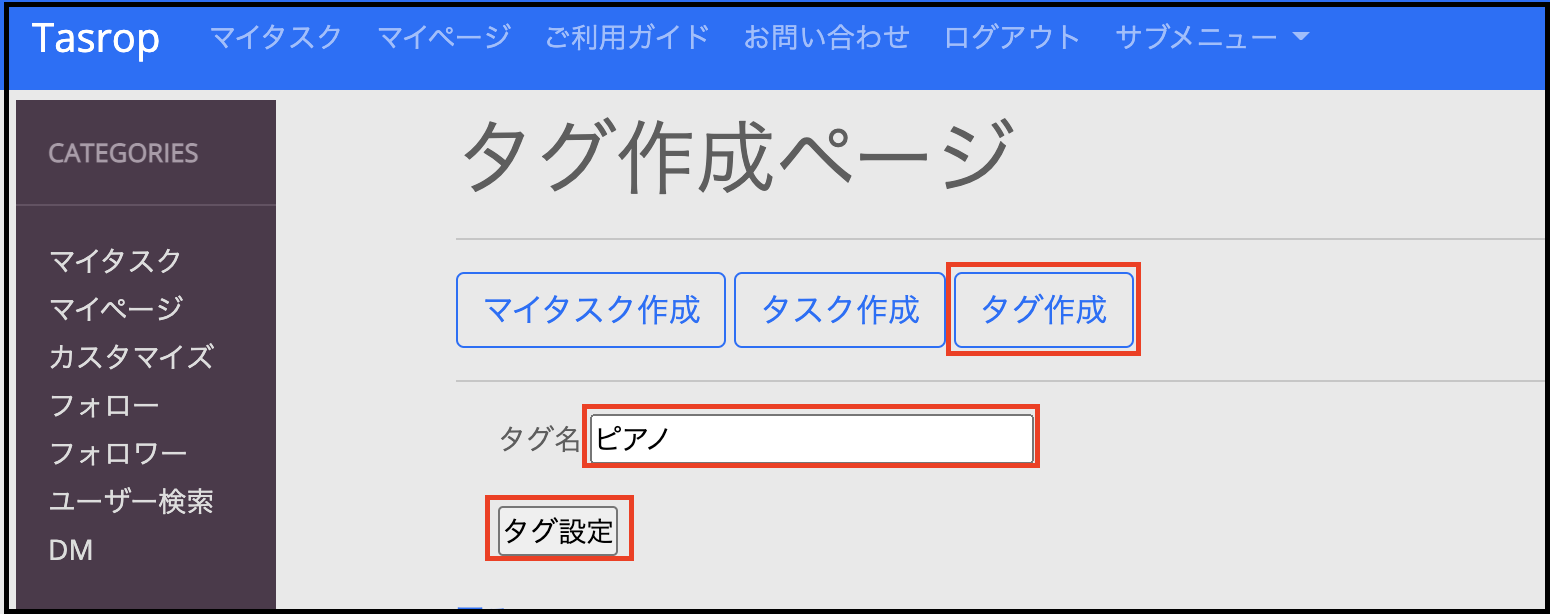 Tasrop マイタスク マイページ ご利用ガイド お問い合わせ ログアウト サブメニュー
CATEGORIES
マイタスク
マイページ
カスタマイズ
フォロー
フォロワー
ユーザー検索
DM
タグ作成ページ
マイタスク作成 タスク作成 タグ作成
タグ名 ピアノ
タグ設定